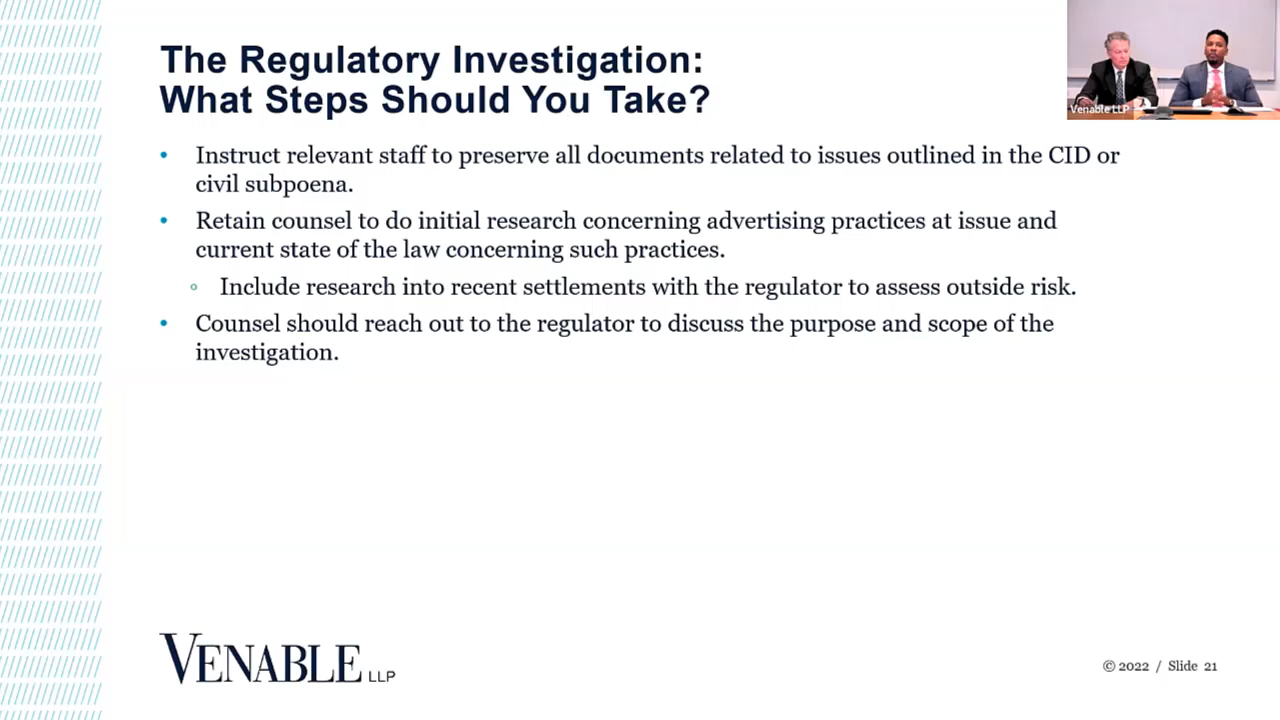 The Regulatory Investigation:
What Steps Should You Take?
Venable LLP
• Instruct relevant staff to preserve all documents related to issues outlined in the CID or
civil subpoena.
• Retain counsel to do initial research concerning advertising practices at issue and
current state of the law concerning such practices.
◦ Include research into recent settlements with the regulator to assess outside risk.
• Counsel should reach out to the regulator to discuss the purpose and scope of the
investigation.
VENABLE LLP
© 2022 / Slide 21